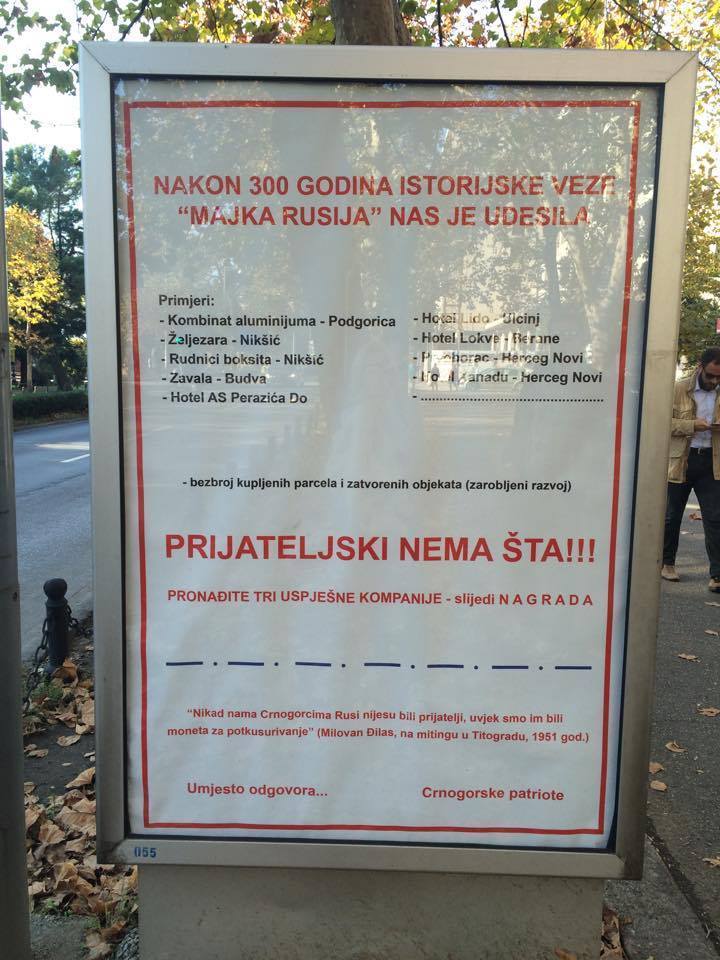 NAKON 300 GODINA ISTORIJSKE VEZE
“MAJKA RUSIJA” NAS JE UDESILA
Primjeri:
- Kombinat aluminijuma - Podgorica
- Željezara - Nikšić
- Rudnici boksita - Nikšić
- Zavala - Budva
- Hotel AS Perazića Do
- Hotel Lido - Ulcinj
- Hotel Lokve - Berane
- - Herceg Novi
- Hotel Xanadu - Herceg Novi
- ................................................
- bezbroj kupljenih parcela i zatvorenih objekata (zarobljeni razvoj)
PRIJATELJSKI NEMA ŠTA!!!
PRONAĐITE TRI USPJEŠNE KOMPANIJE - slijedi N A G R A D A
“Nikad nama Crnogorcima Rusi nijesu bili prijatelji, uvjek smo im bili
moneta za potkusurivanje” (Milovan Đilas, na mitingu u Titogradu, 1951 god.)
Umjesto odgovora...
Crnogorske patriote
055